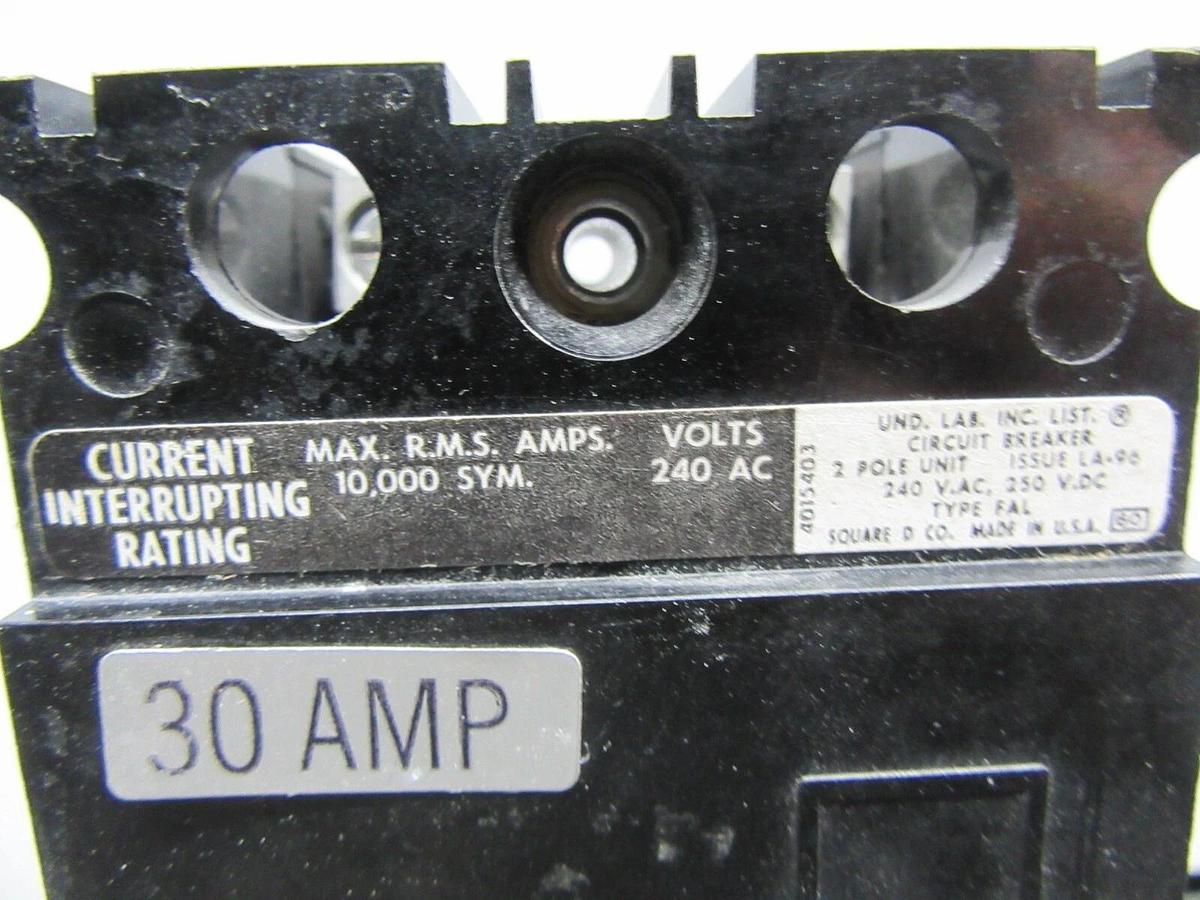 CURRENT
INTERRUPTING
RATING
MAX. R.M.S. AMPS.
10,000 SYM.
VOLTS
240 AC
4015403
UND. LAB. INC. LIST. ®
CIRCUIT BREAKER
2 POLE UNIT ISSUE LA-96
240 V.AC, 250 V.DC
TYPE FAL
SQUARE D CO. MADE IN U.S.A.
30 AMP